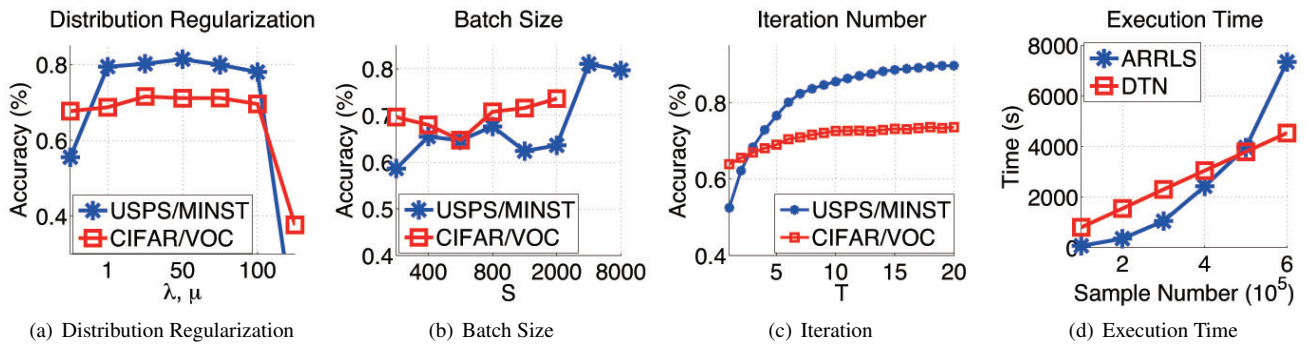 Distribution Regularization
Accuracy (%)
0.8
0.6
0.4
USPS/MINST
CIFAR/VOC
1 50 100
λ, μ
(a) Distribution Regularization
Batch Size
Accuracy (%)
0.8
0.7
0.6
0.5
0.4
USPS/MINST
CIFAR/VOC
400 800 2000 8000
S
(b) Batch Size
Iteration Number
Accuracy (%)
0.8
0.6
0.4
USPS/MINST
CIFAR/VOC
5 10 15 20
T
(c) Iteration
Execution Time
Time (s)
8000
6000
4000
2000
0
ARRLS
DTN
2 4 6
Sample Number (10^5)
(d) Execution Time